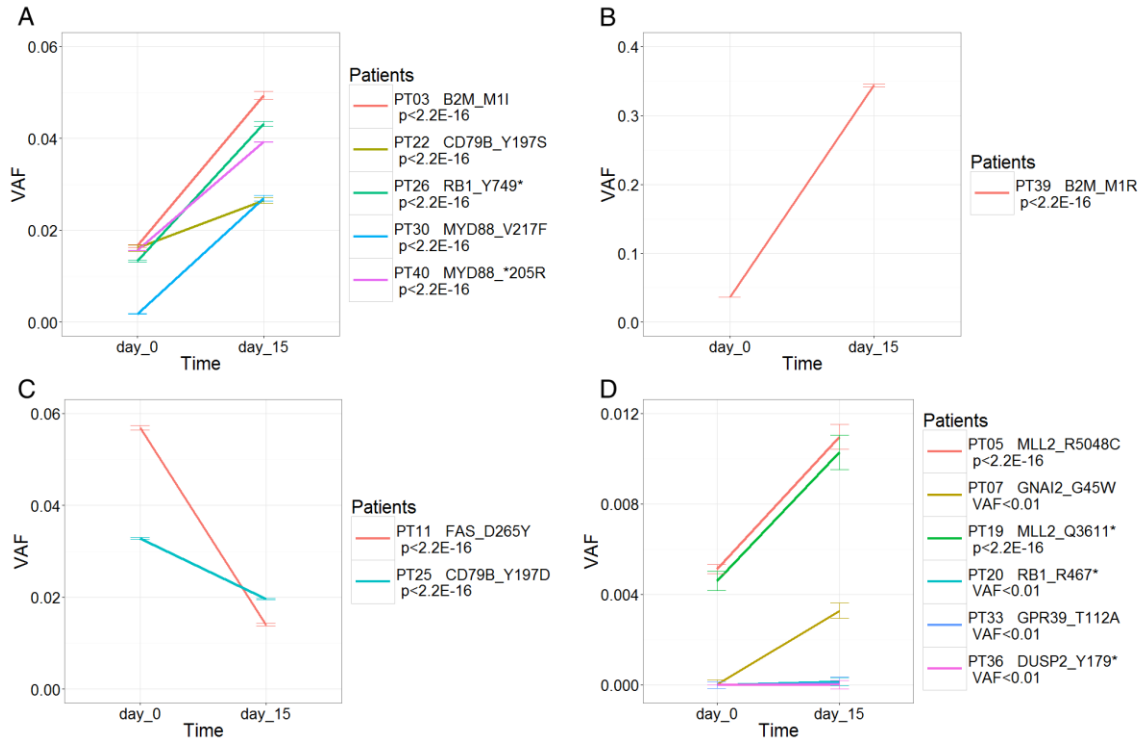 A
VAF
0.06
0.04
0.02
0.00
day_0
day_15
Time
Patients
PT03 B2M_M1I
p<2.2E-16
PT22 CD79B_Y197S
p<2.2E-16
PT26 RB1_Y749*
p<2.2E-16
PT30 MYD88_V217F
p<2.2E-16
PT40 MYD88_*205R
p<2.2E-16
B
VAF
0.4
0.3
0.2
0.1
0.0
day_0
day_15
Time
Patients
PT39 B2M_M1R
p<2.2E-16
C
VAF
0.06
0.04
0.02
0.00
day_0
day_15
Time
Patients
PT11 FAS_D265Y
p<2.2E-16
PT25 CD79B_Y197D
p<2.2E-16
D
VAF
0.012
0.008
0.004
0.000
day_0
day_15
Time
Patients
PT05 MLL2_R5048C
p<2.2E-16
PT07 GNAI2_G45W
VAF<0.01
PT19 MLL2_Q3611*
p<2.2E-16
PT20 RB1_R467*
VAF<0.01
PT33 GPR39_T112A
VAF<0.01
PT36 DUSP2_Y179*
VAF<0.01